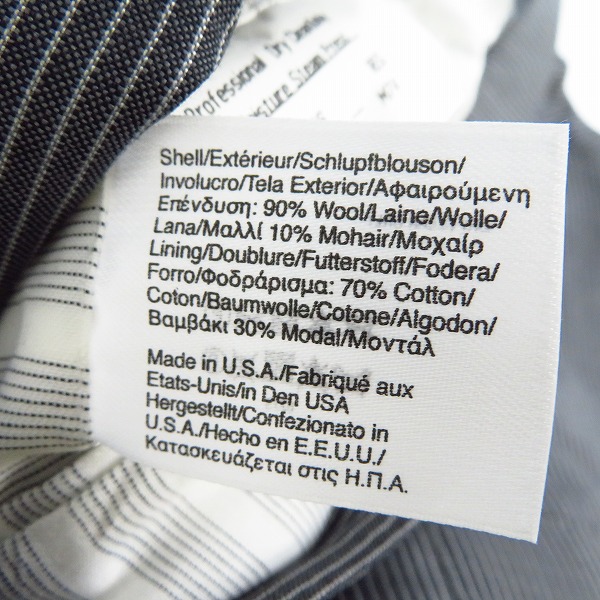 Professional Dry
Shell/Extérieur/Schlupfblouson/
Involucro/Tela Exterior/Αφαιρούμενη
Επένδυση: 90% Wool/Laine/Wolle/
Lana/Μαλλί 10% Mohair/Μοχαίρ
Lining/Doublure/Futterstoff/Fodera/
Forro/Φοδράρισμα: 70% Cotton/
Coton/Baumwolle/Cotone/Algodon/
Βαμβάκι 30% Modal/Μοντάλ
Made in U.S.A./Fabriqué aux
Etats-Unis/in Den USA
Hergestellt/Confezionato in
U.S.A./Hecho en E.E.U.U./
Κατασκευάζεται στις Η.Π.Α.